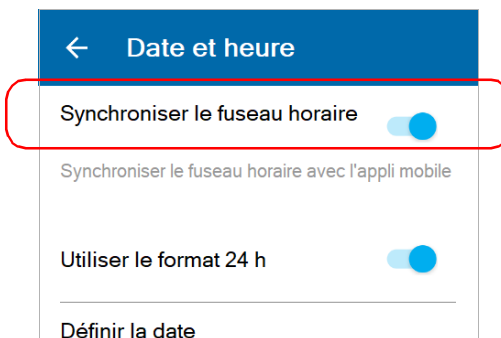 Date et heure
Synchroniser le fuseau horaire
Synchroniser le fuseau horaire avec l'appli mobile
Utiliser le format 24 h
Définir la date